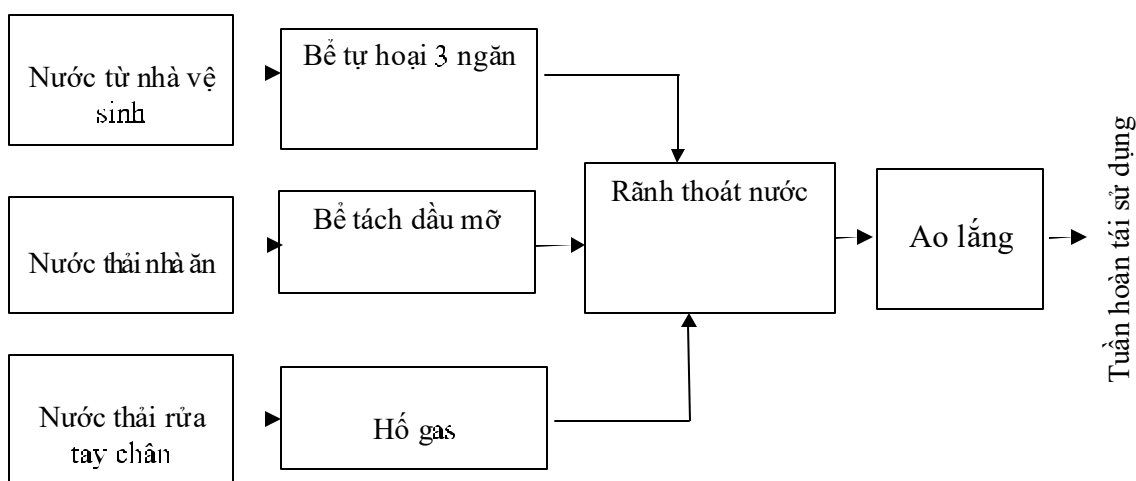 Nước từ nhà vệ
sinh
Bể tự hoại 3 ngăn
Nước thải nhà ăn
Bể tách dầu mỡ
Nước thải rửa
tay chân
Hố gas
Rãnh thoát nước
Ao lắng
Tuần hoàn tái sử dụng